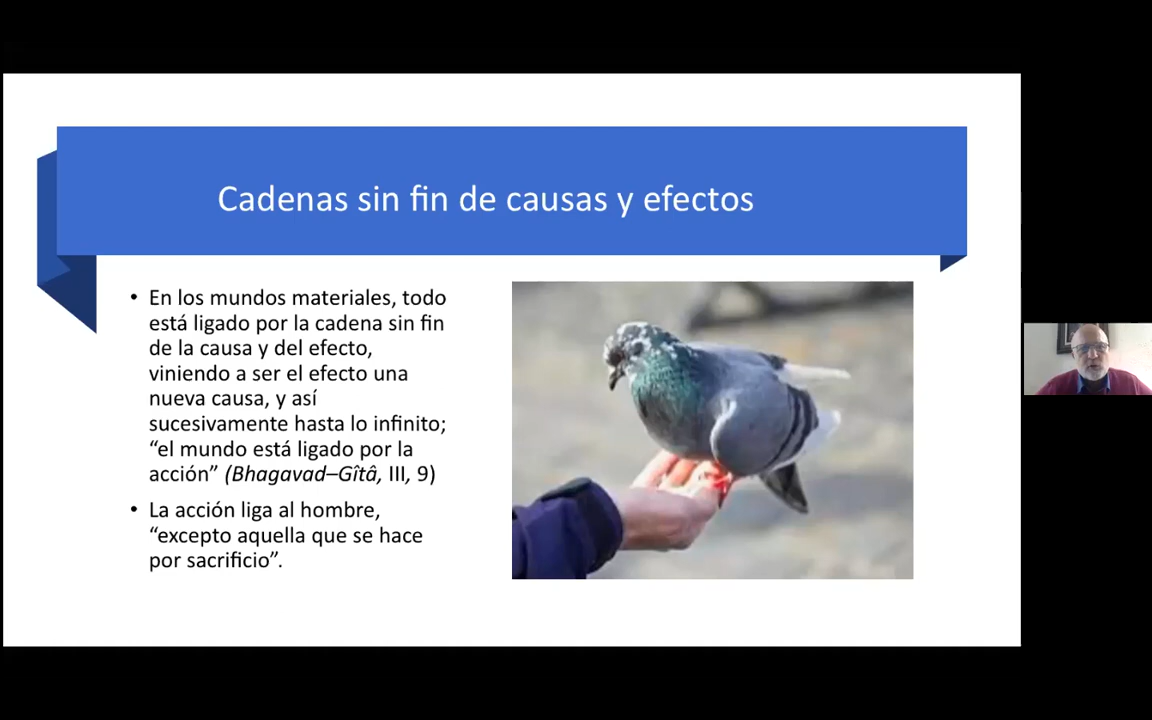 Cadenas sin fin de causas y efectos
• En los mundos materiales, todo
está ligado por la cadena sin fin
de la causa y del efecto,
viniendo a ser el efecto una
nueva causa, y así
sucesivamente hasta lo infinito;
“el mundo está ligado por la
acción” (Bhagavad–Gîtâ, III, 9)
• La acción liga al hombre,
“excepto aquella que se hace
por sacrificio”.